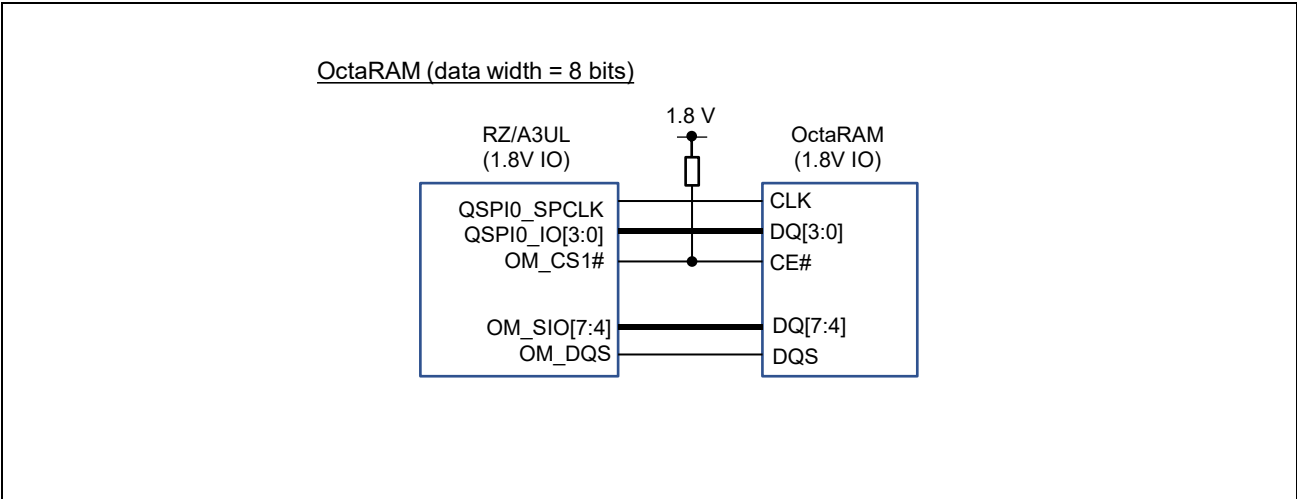 OctaRAM (data width = 8 bits)
1.8 V
RZ/A3UL
(1.8V IO)
OctaRAM
(1.8V IO)
QSPI0_SPCLK
QSPI0_IO[3:0]
OM_CS1#
OM_SIO[7:4]
OM_DQS
CLK
DQ[3:0]
CE#
DQ[7:4]
DQS